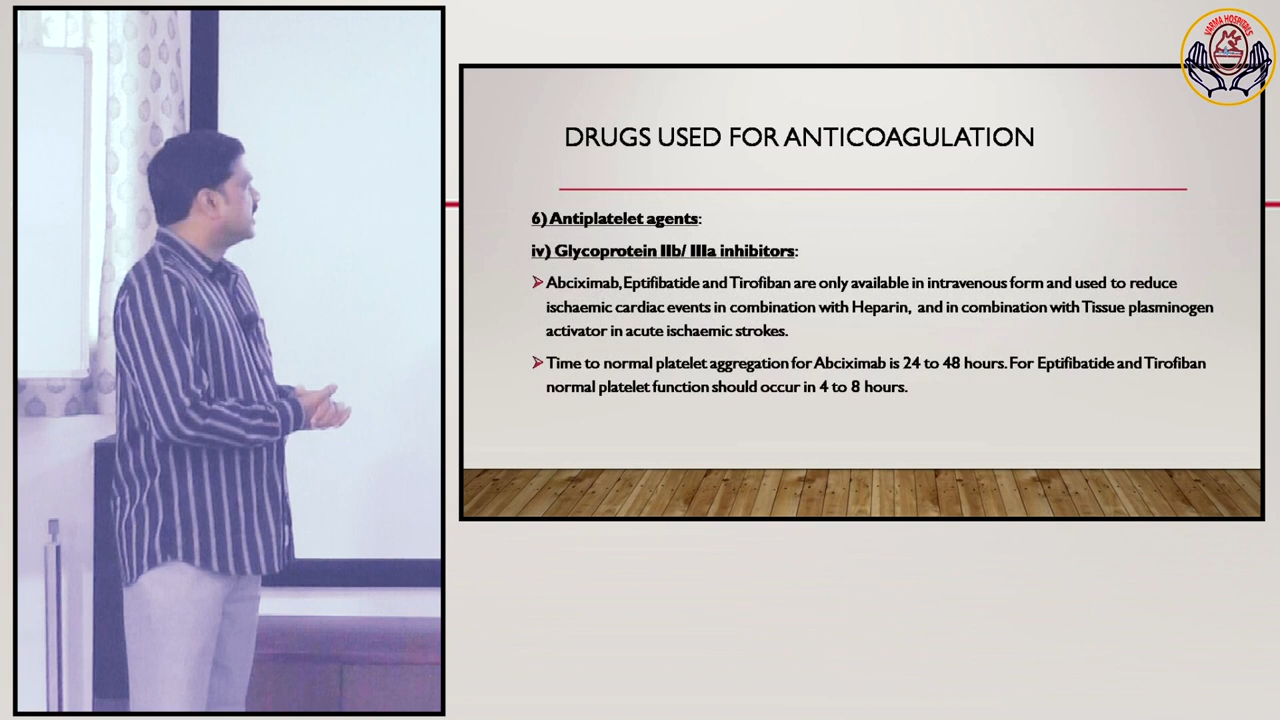 VARMA HOSPITALS
DRUGS USED FOR ANTICOAGULATION
6) Antiplatelet agents:
iv) Glycoprotein IIb/ IIIa inhibitors:
Abciximab, Eptifibatide and Tirofiban are only available in intravenous form and used to reduce
ischaemic cardiac events in combination with Heparin, and in combination with Tissue plasminogen
activator in acute ischaemic strokes.
Time to normal platelet aggregation for Abciximab is 24 to 48 hours. For Eptifibatide and Tirofiban
normal platelet function should occur in 4 to 8 hours.